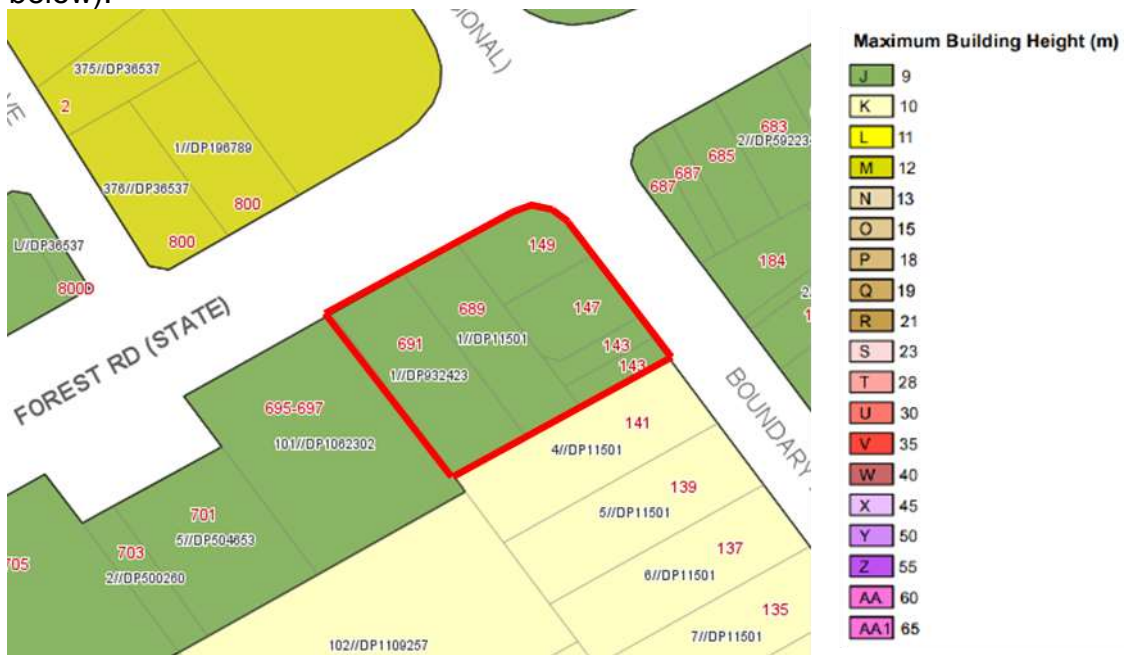 below).
375//DP36537
2
1//DP196789
376//DP36537
800
800
L//DP36537
800D
683
2//DP59223
685
687
687
184
149
147
143
143
689
1//DP11501
691
1//DP932423
FOREST RD (STATE)
695-697
101//DP1062302
701
5//DP504653
703
2//DP500260
705
BOUNDARY
141
4//DP11501
139
5//DP11501
137
6//DP11501
135
7//DP11501
102//DP1109257
Maximum Building Height (m)
J 9
K 10
L 11
M 12
N 13
O 15
P 18
Q 19
R 21
S 23
T 28
U 30
V 35
W 40
X 45
Y 50
Z 55
AA 60
AA1 65